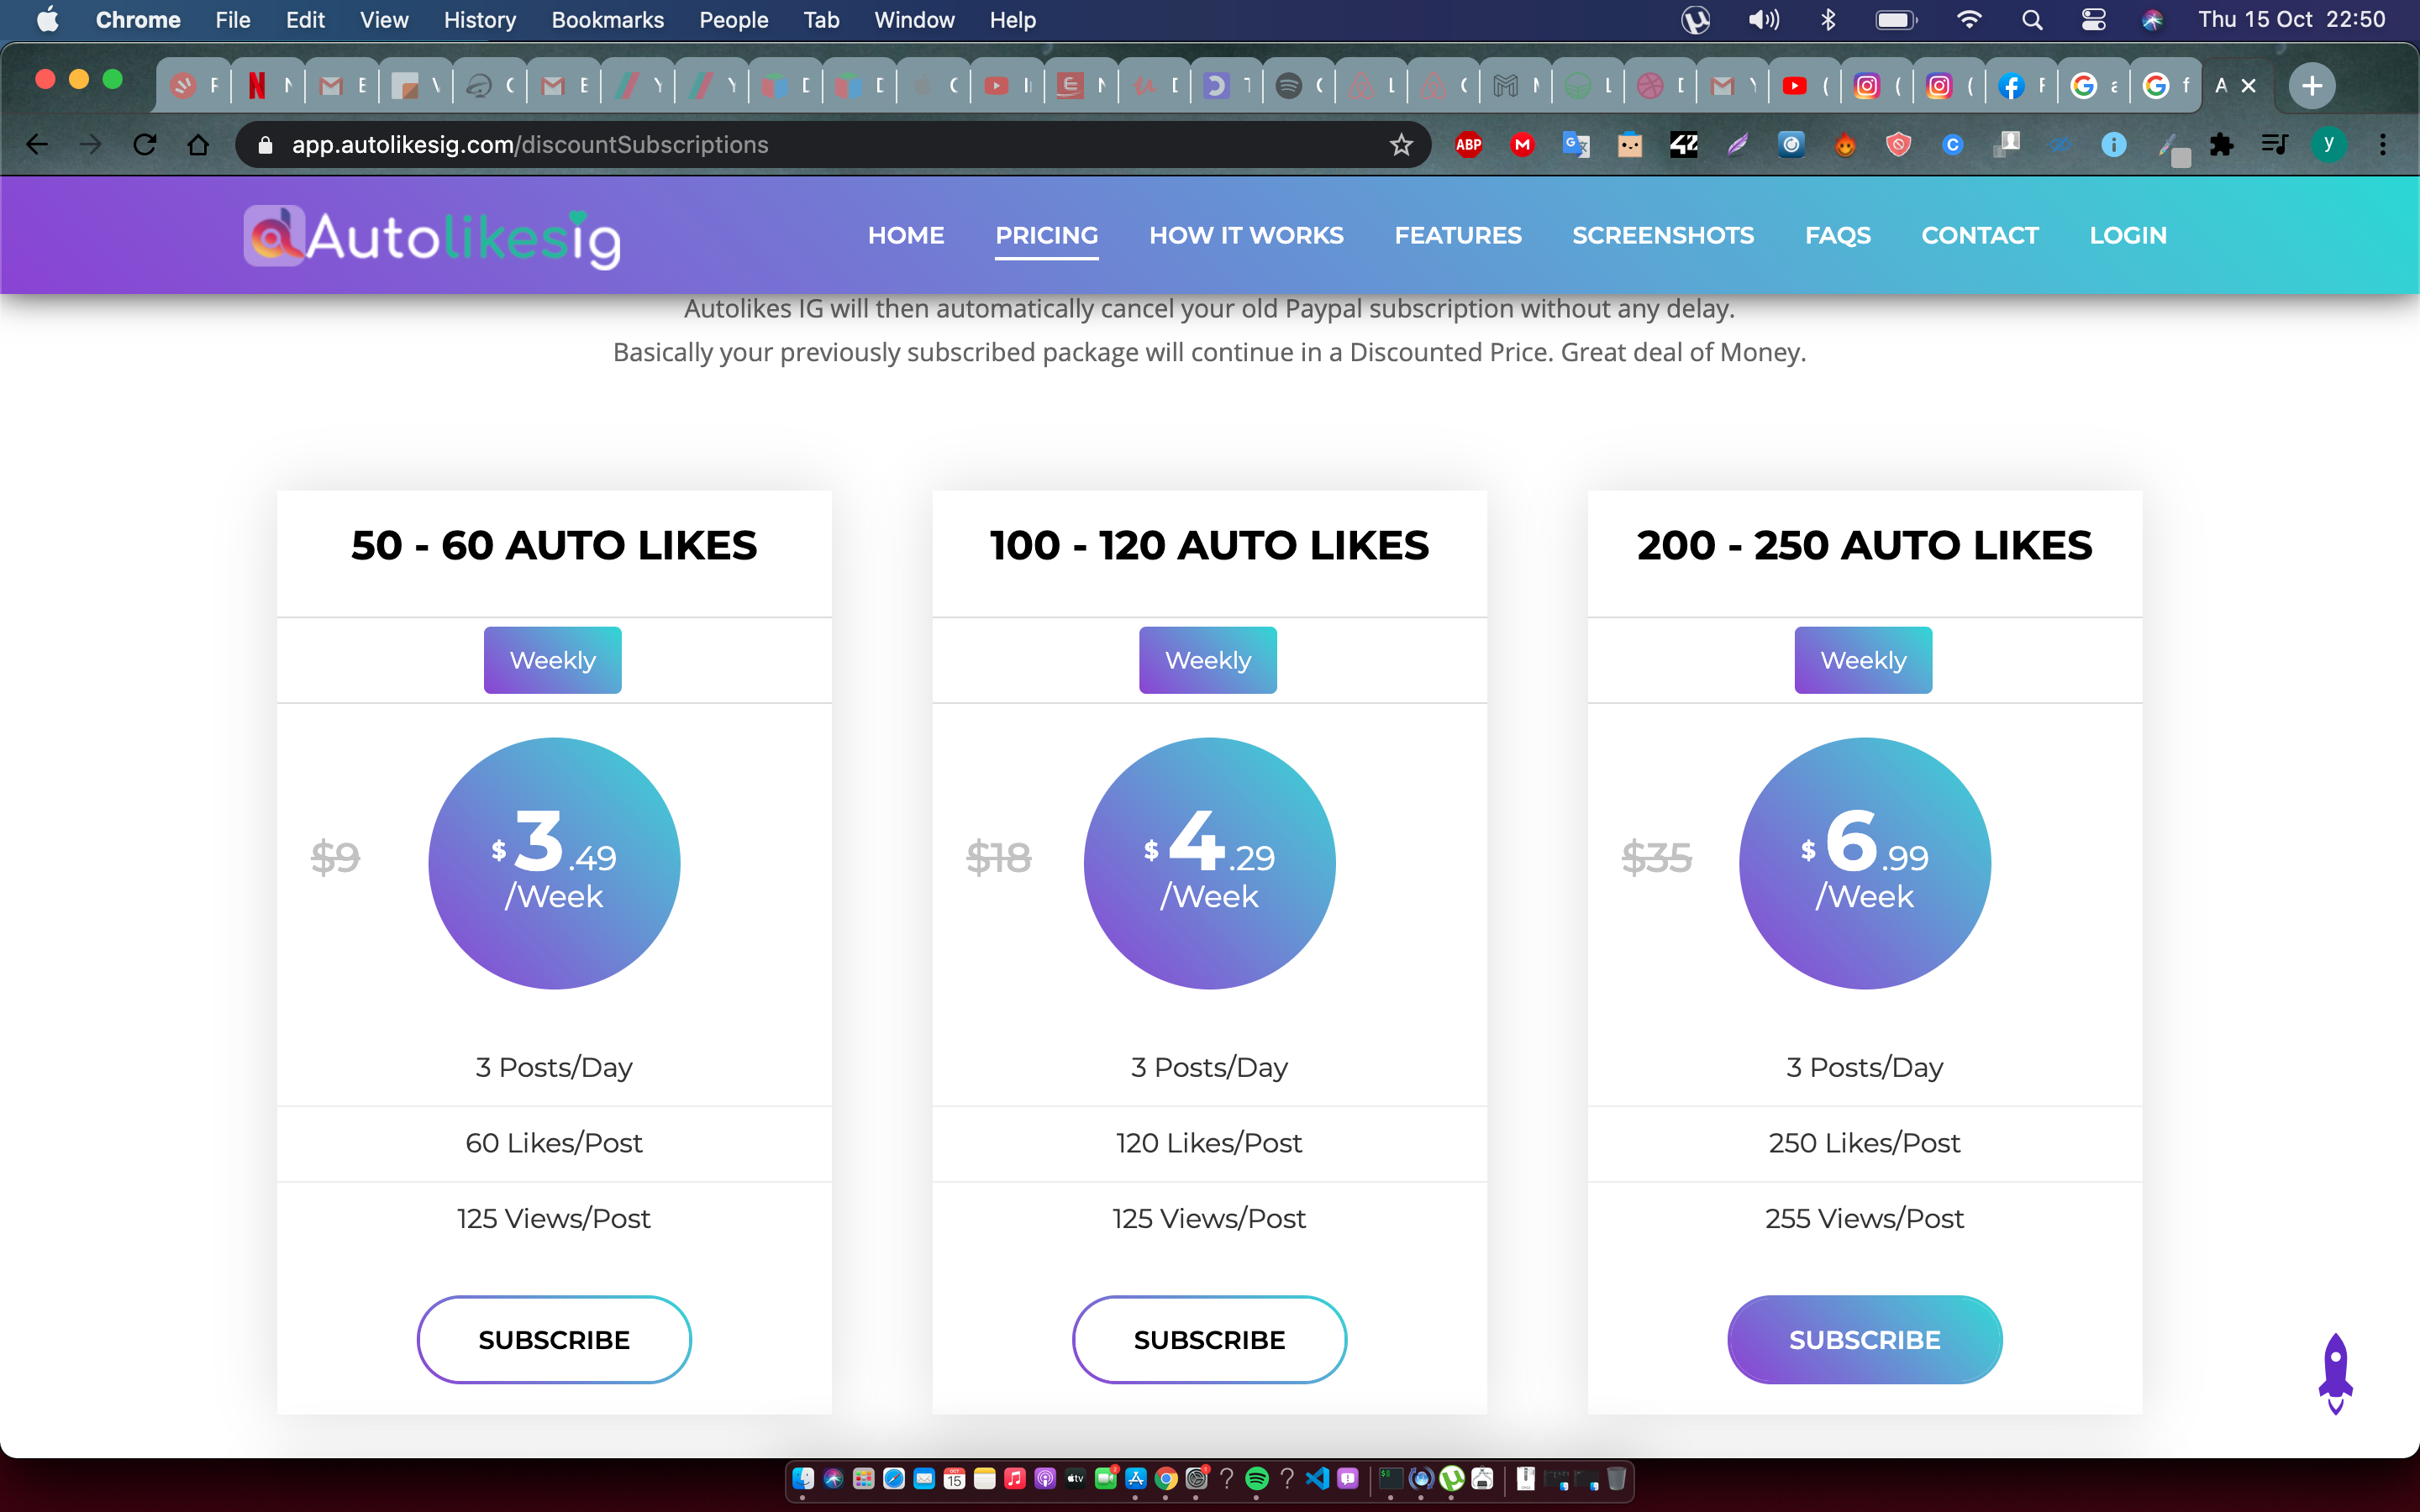 Chrome File Edit View History Bookmarks People Tab Window Help Thu 15 Oct 22:50
app.autolikesig.com/discountSubscriptions
Autolikesig HOME PRICING HOW IT WORKS FEATURES SCREENSHOTS FAQS CONTACT LOGIN
Autolikes IG will then automatically cancel your old Paypal subscription without any delay.
Basically your previously subscribed package will continue in a Discounted Price. Great deal of Money.
50 - 60 AUTO LIKES
Weekly
$9
$3.49
/Week
3 Posts/Day
60 Likes/Post
125 Views/Post
SUBSCRIBE
100 - 120 AUTO LIKES
Weekly
$18
$4.29
/Week
3 Posts/Day
120 Likes/Post
125 Views/Post
SUBSCRIBE
200 - 250 AUTO LIKES
Weekly
$35
$6.99
/Week
3 Posts/Day
250 Likes/Post
255 Views/Post
SUBSCRIBE